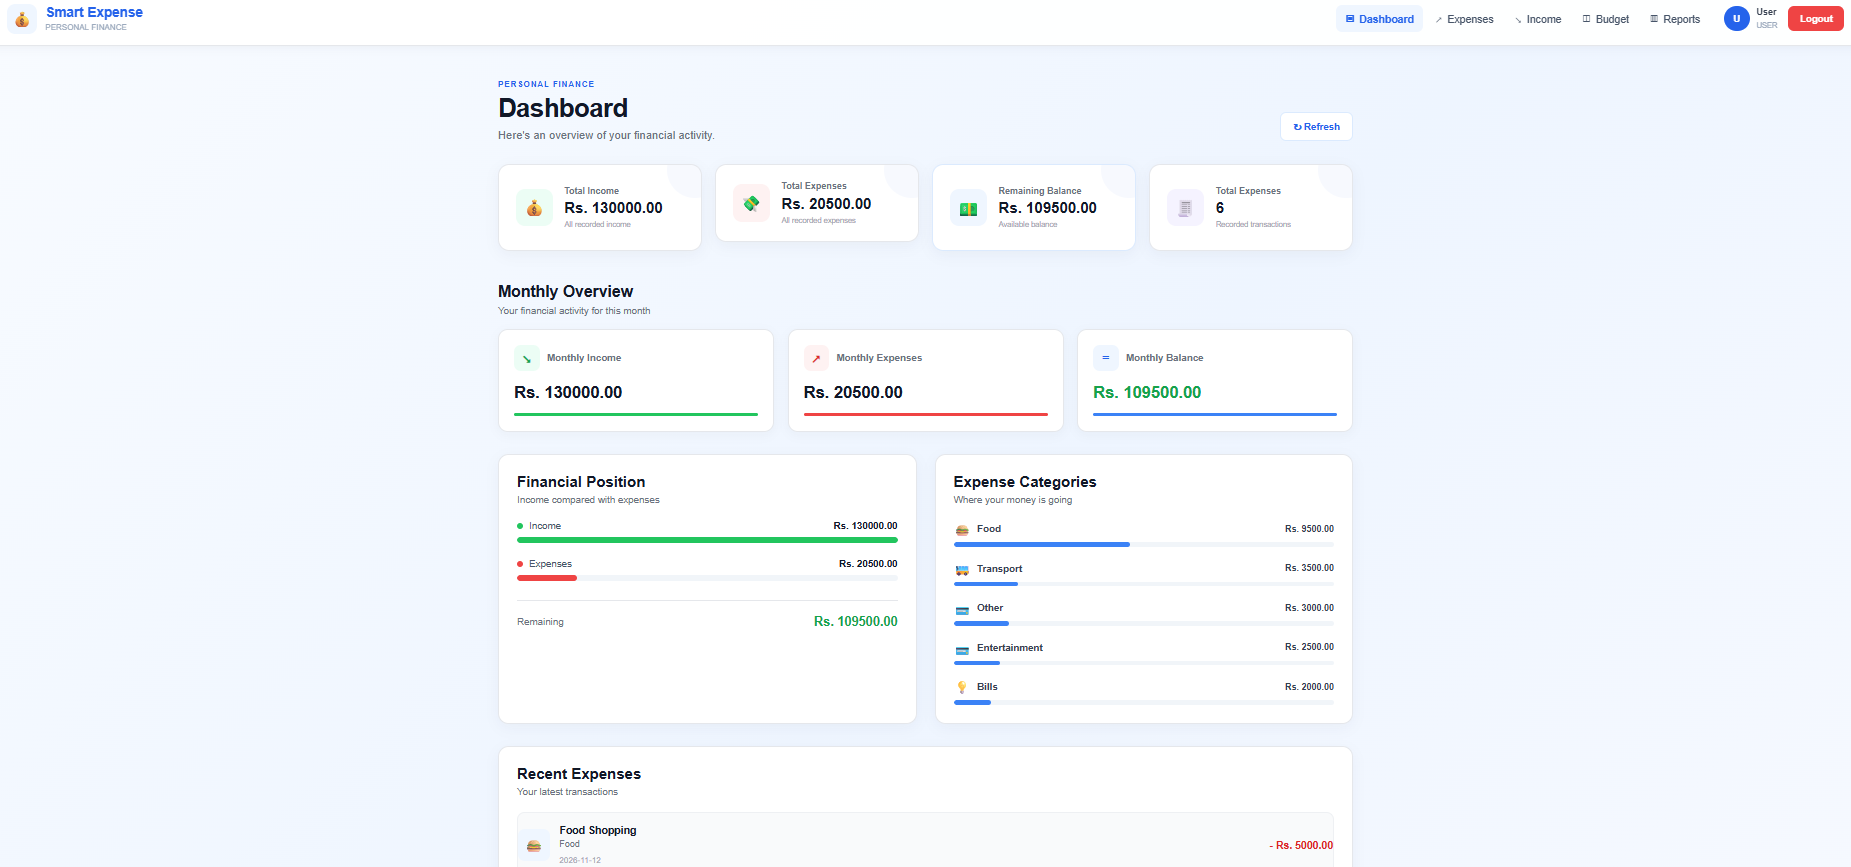 Smart Expense
PERSONAL FINANCE
Dashboard
Expenses
Income
Budget
Reports
U
User
USER
Logout
PERSONAL FINANCE
Dashboard
Here's an overview of your financial activity.
↻ Refresh
Total Income
Rs. 130000.00
All recorded income
Total Expenses
Rs. 20500.00
All recorded expenses
Remaining Balance
Rs. 109500.00
Available balance
Total Expenses
6
Recorded transactions
Monthly Overview
Your financial activity for this month
Monthly Income
Rs. 130000.00
Monthly Expenses
Rs. 20500.00
Monthly Balance
Rs. 109500.00
Financial Position
Income compared with expenses
Income Rs. 130000.00
Expenses Rs. 20500.00
Remaining Rs. 109500.00
Expense Categories
Where your money is going
Food Rs. 9500.00
Transport Rs. 3500.00
Other Rs. 3000.00
Entertainment Rs. 2500.00
Bills Rs. 2000.00
Recent Expenses
Your latest transactions
Food Shopping
Food
2026-11-12
- Rs. 5000.00